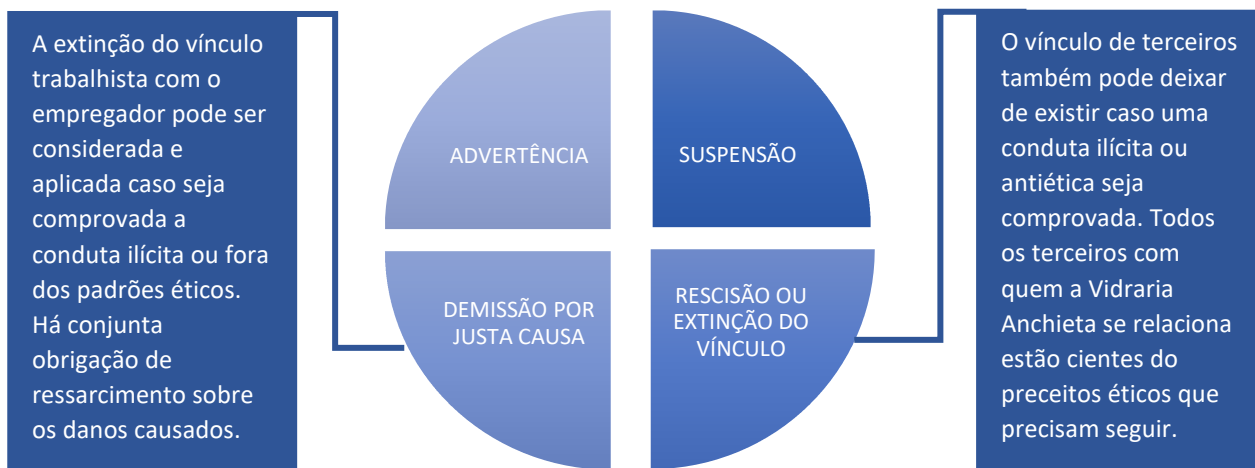 A extinção do vínculo
trabalhista com o
empregador pode ser
considerada e
aplicada caso seja
comprovada a
conduta ilícita ou fora
dos padrões éticos.
Há conjunta
obrigação de
ressarcimento sobre
os danos causados.
ADVERTÊNCIA
SUSPENSÃO
DEMISSÃO POR
JUSTA CAUSA
RESCISÃO OU
EXTINÇÃO DO
VÍNCULO
O vínculo de terceiros
também pode deixar
de existir caso uma
conduta ilícita ou
antiética seja
comprovada. Todos
os terceiros com
quem a Vidraria
Anchieta se relaciona
estão cientes do
preceitos éticos que
precisam seguir.